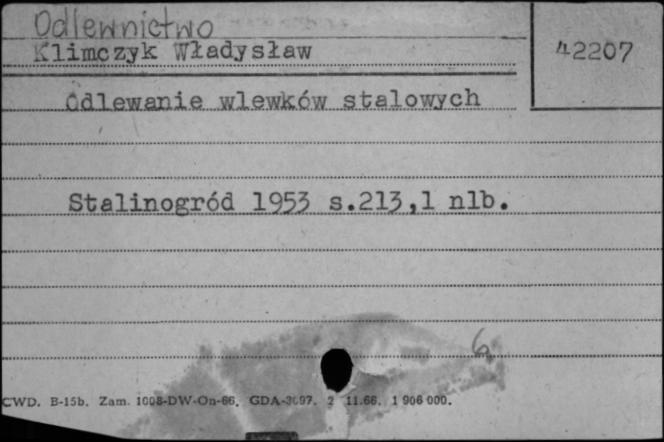 Odlewnictwo
Klimczyk Władysław
42207
Odlewanie wlewków stalowych
Stalinogród 1953 s.213,1 nlb.
6
CWD. B-15b. Zam. 1008-DW-On-66. GDA-3097. 2 11.66. 1 906 000.